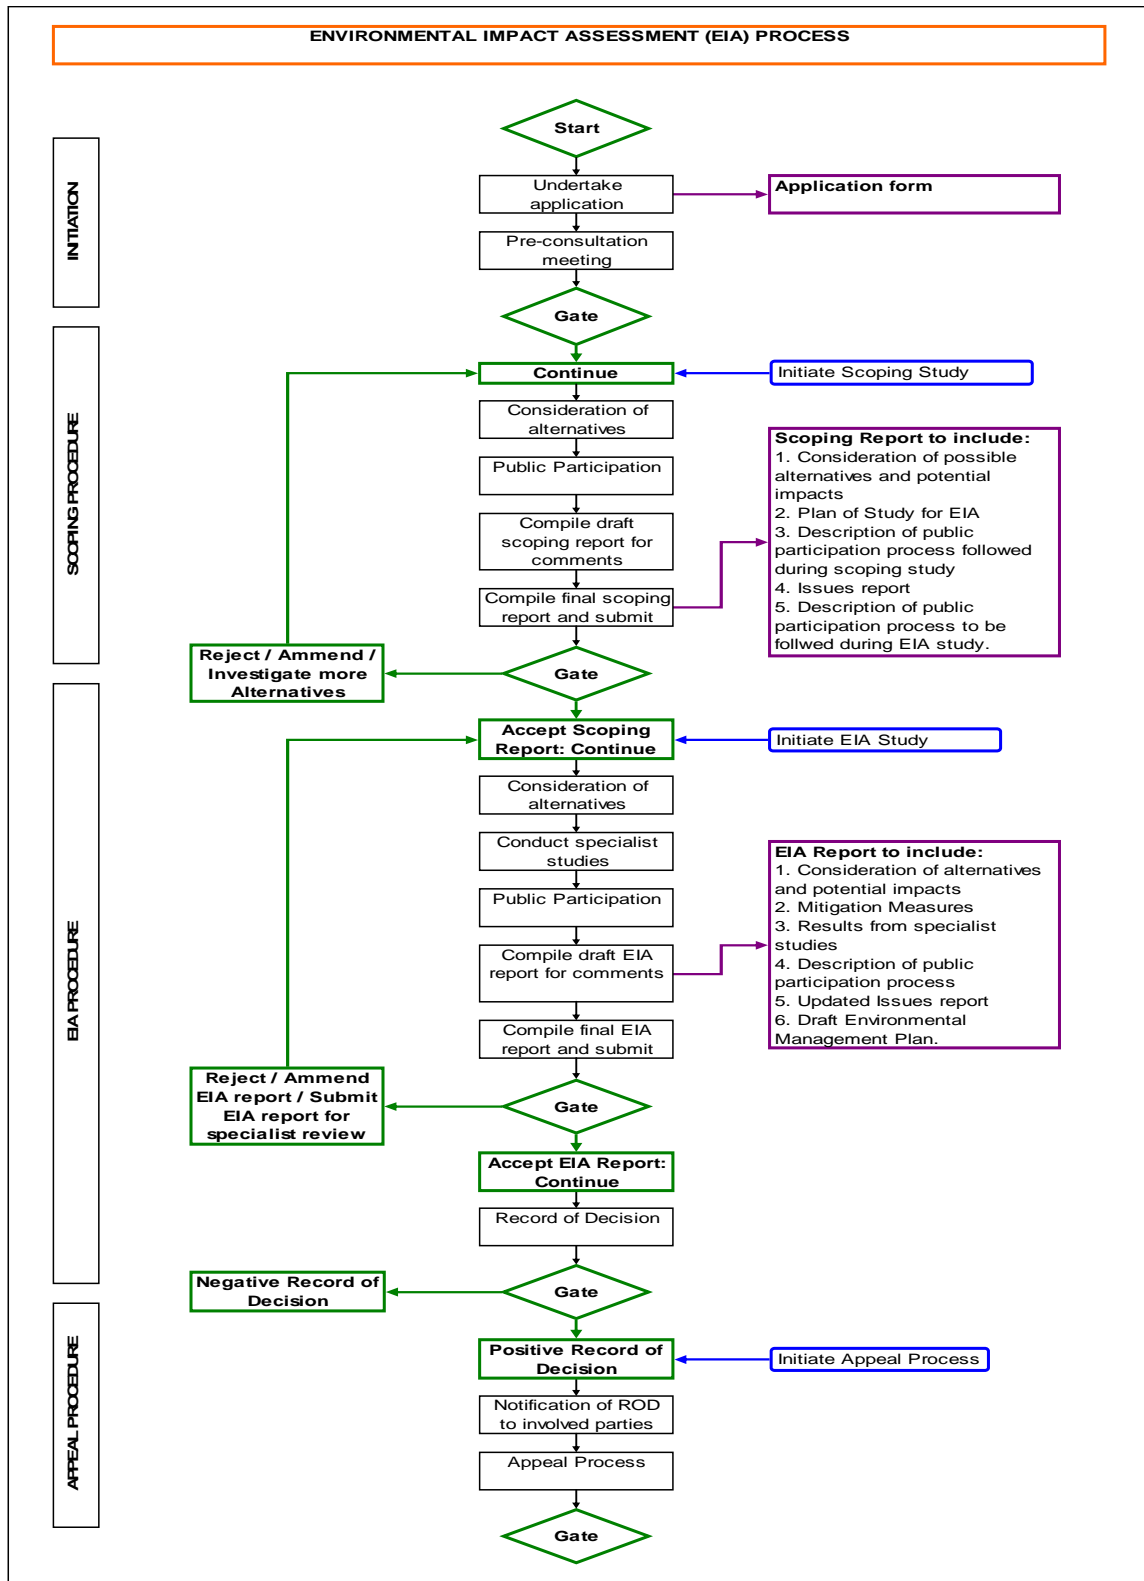 ENVIRONMENTAL IMPACT ASSESSMENT (EIA) PROCESS
INITIATION
Start
Undertake
application
Application form
Pre-consultation
meeting
Gate
SCOPING PROCEDURE
Continue
Initiate Scoping Study
Consideration of
alternatives
Public Participation
Compile draft
scoping report for
comments
Compile final scoping
report and submit
Scoping Report to include:
1. Consideration of possible
alternatives and potential
impacts
2. Plan of Study for EIA
3. Description of public
participation process followed
during scoping study
4. Issues report
5. Description of public
participation process to be
follwed during EIA study.
Reject / Ammend /
Investigate more
Alternatives
Gate
EIA PROCEDURE
Accept Scoping
Report: Continue
Initiate EIA Study
Consideration of
alternatives
Conduct specialist
studies
Public Participation
Compile draft EIA
report for comments
Compile final EIA
report and submit
EIA Report to include:
1. Consideration of alternatives
and potential impacts
2. Mitigation Measures
3. Results from specialist
studies
4. Description of public
participation process
5. Updated Issues report
6. Draft Environmental
Management Plan.
Reject / Ammend
EIA report / Submit
EIA report for
specialist review
Gate
Accept EIA Report:
Continue
Record of Decision
Negative Record of
Decision
Gate
APPEAL PROCEDURE
Positive Record of
Decision
Initiate Appeal Process
Notification of ROD
to involved parties
Appeal Process
Gate